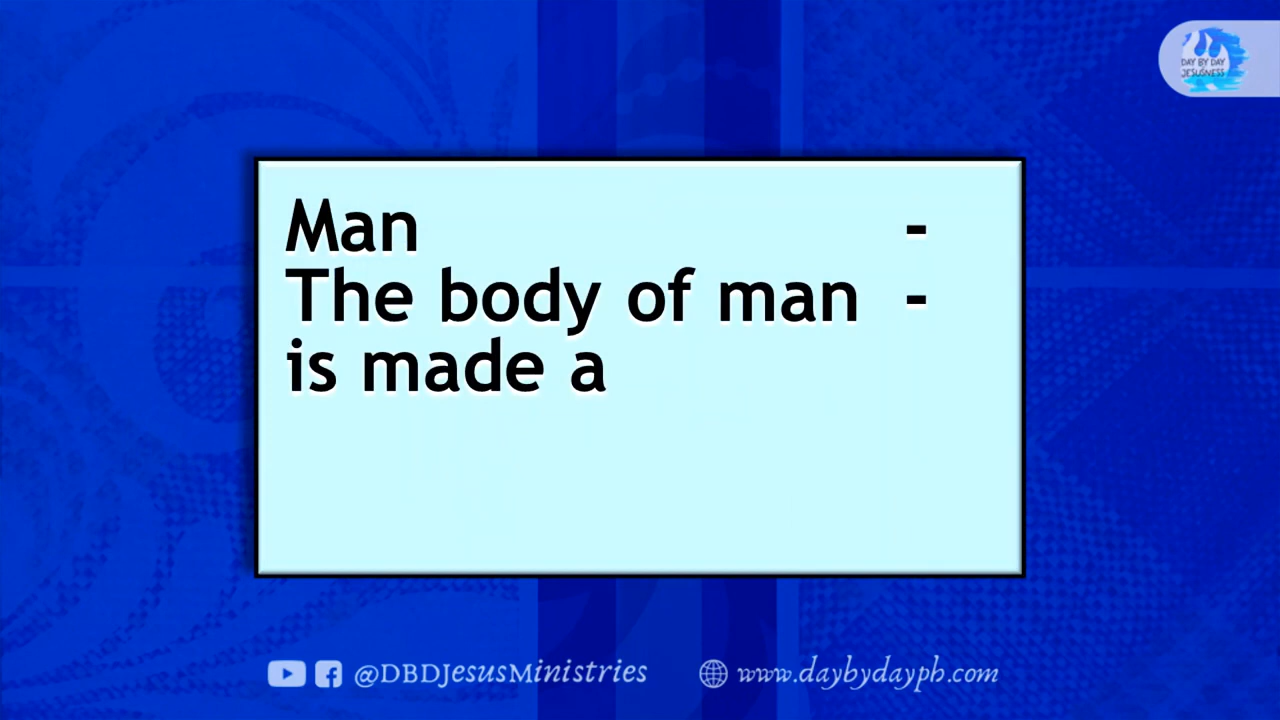 DAY BY DAY
JESUSNESS
Man -
The body of man -
is made a
@DBDJesusMinistries
www.daybydayph.com